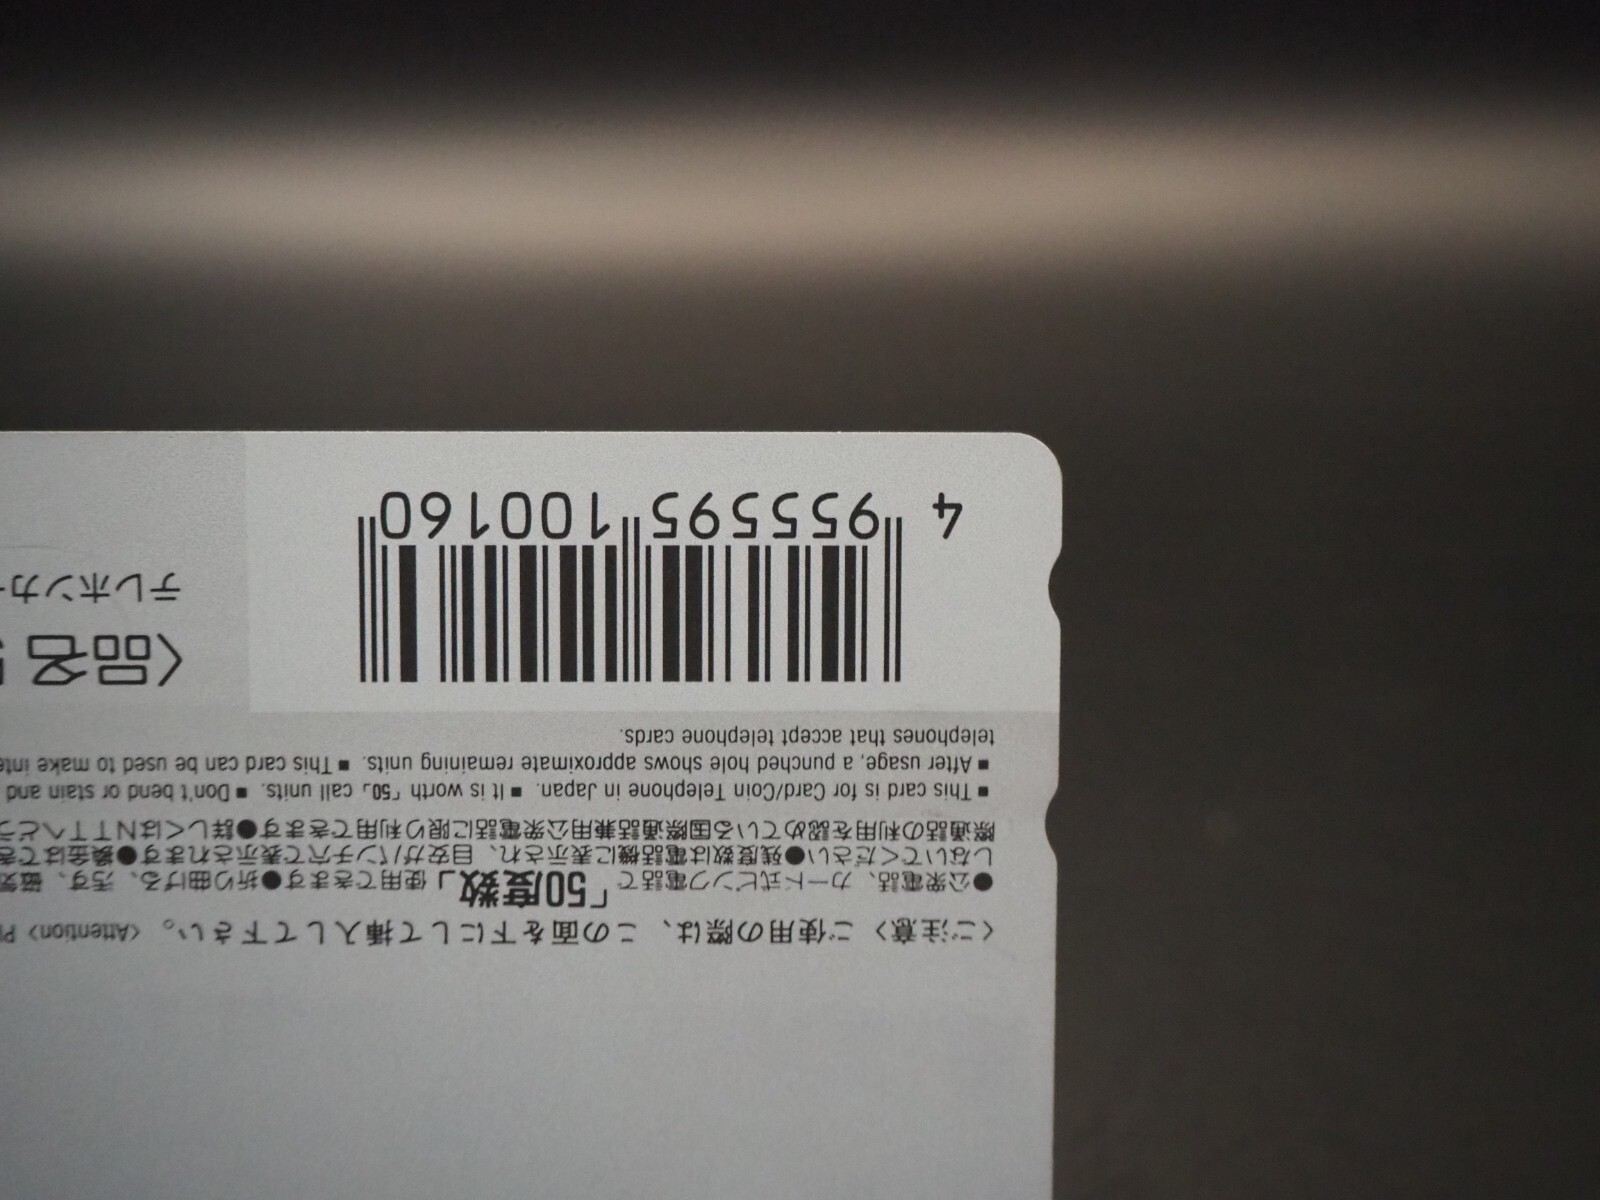 〈ご注意〉ご使用の際は、この面を下にして挿入して下さい。〈Attention〉
●公衆電話、カード式ピンク電話で「50度数」使用できます●折り曲げる、汚す、磁気
しないでください●残度数は電話機に表示され、目安がパンチ穴で表示されます●換金はでき
際通話の利用を認めている国際通話兼用公衆電話に限り利用できます●詳しくはNTTへどう
■ This card is for Card/Coin Telephone in Japan. ■ It is worth「50」call units. ■ Don't bend or stain and
■ After usage, a punched hole shows approximate remaining units. ■ This card can be used to make
telephones that accept telephone cards.
〈品名
テレホンカー
4 955595 100160